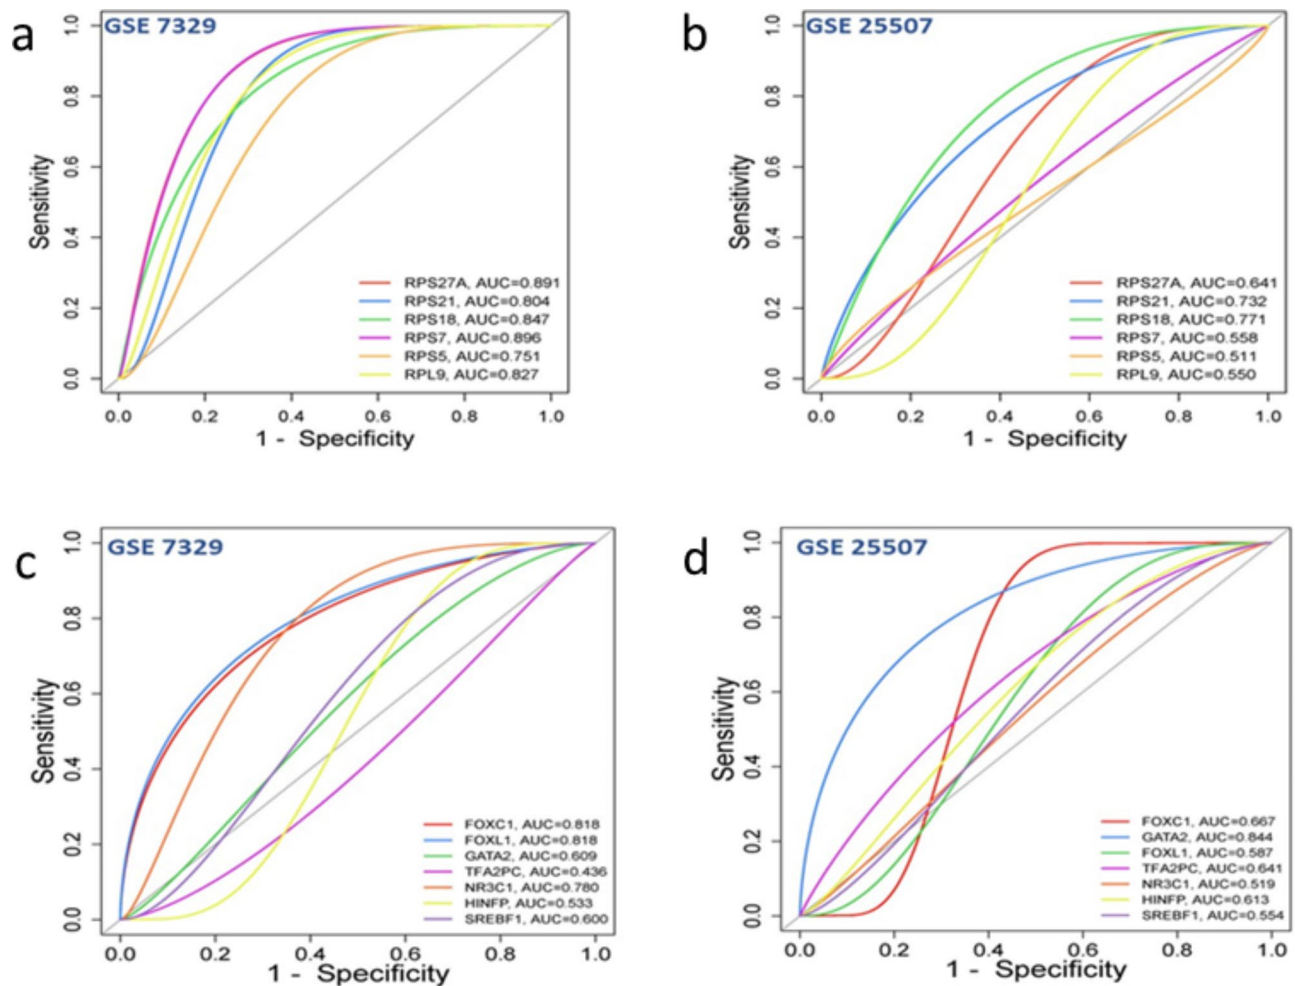 a
GSE 7329
Sensitivity
1.0
0.8
0.6
0.4
0.2
0.0
RPS27A, AUC=0.891
RPS21, AUC=0.804
RPS18, AUC=0.847
RPS7, AUC=0.896
RPS5, AUC=0.751
RPL9, AUC=0.827
0.0 0.2 0.4 0.6 0.8 1.0
1 - Specificity
b
GSE 25507
Sensitivity
1.0
0.8
0.6
0.4
0.2
0.0
RPS27A, AUC=0.641
RPS21, AUC=0.732
RPS18, AUC=0.771
RPS7, AUC=0.558
RPS5, AUC=0.511
RPL9, AUC=0.550
0.0 0.2 0.4 0.6 0.8 1.0
1 - Specificity
c
GSE 7329
Sensitivity
1.0
0.8
0.6
0.4
0.2
0.0
FOXC1, AUC=0.818
FOXL1, AUC=0.818
GATA2, AUC=0.609
TFA2PC, AUC=0.436
NR3C1, AUC=0.780
HINFP, AUC=0.533
SREBF1, AUC=0.600
0.0 0.2 0.4 0.6 0.8 1.0
1 - Specificity
d
GSE 25507
Sensitivity
1.0
0.8
0.6
0.4
0.2
0.0
FOXC1, AUC=0.667
GATA2, AUC=0.844
FOXL1, AUC=0.587
TFA2PC, AUC=0.641
NR3C1, AUC=0.519
HINFP, AUC=0.613
SREBF1, AUC=0.554
0.0 0.2 0.4 0.6 0.8 1.0
1 - Specificity